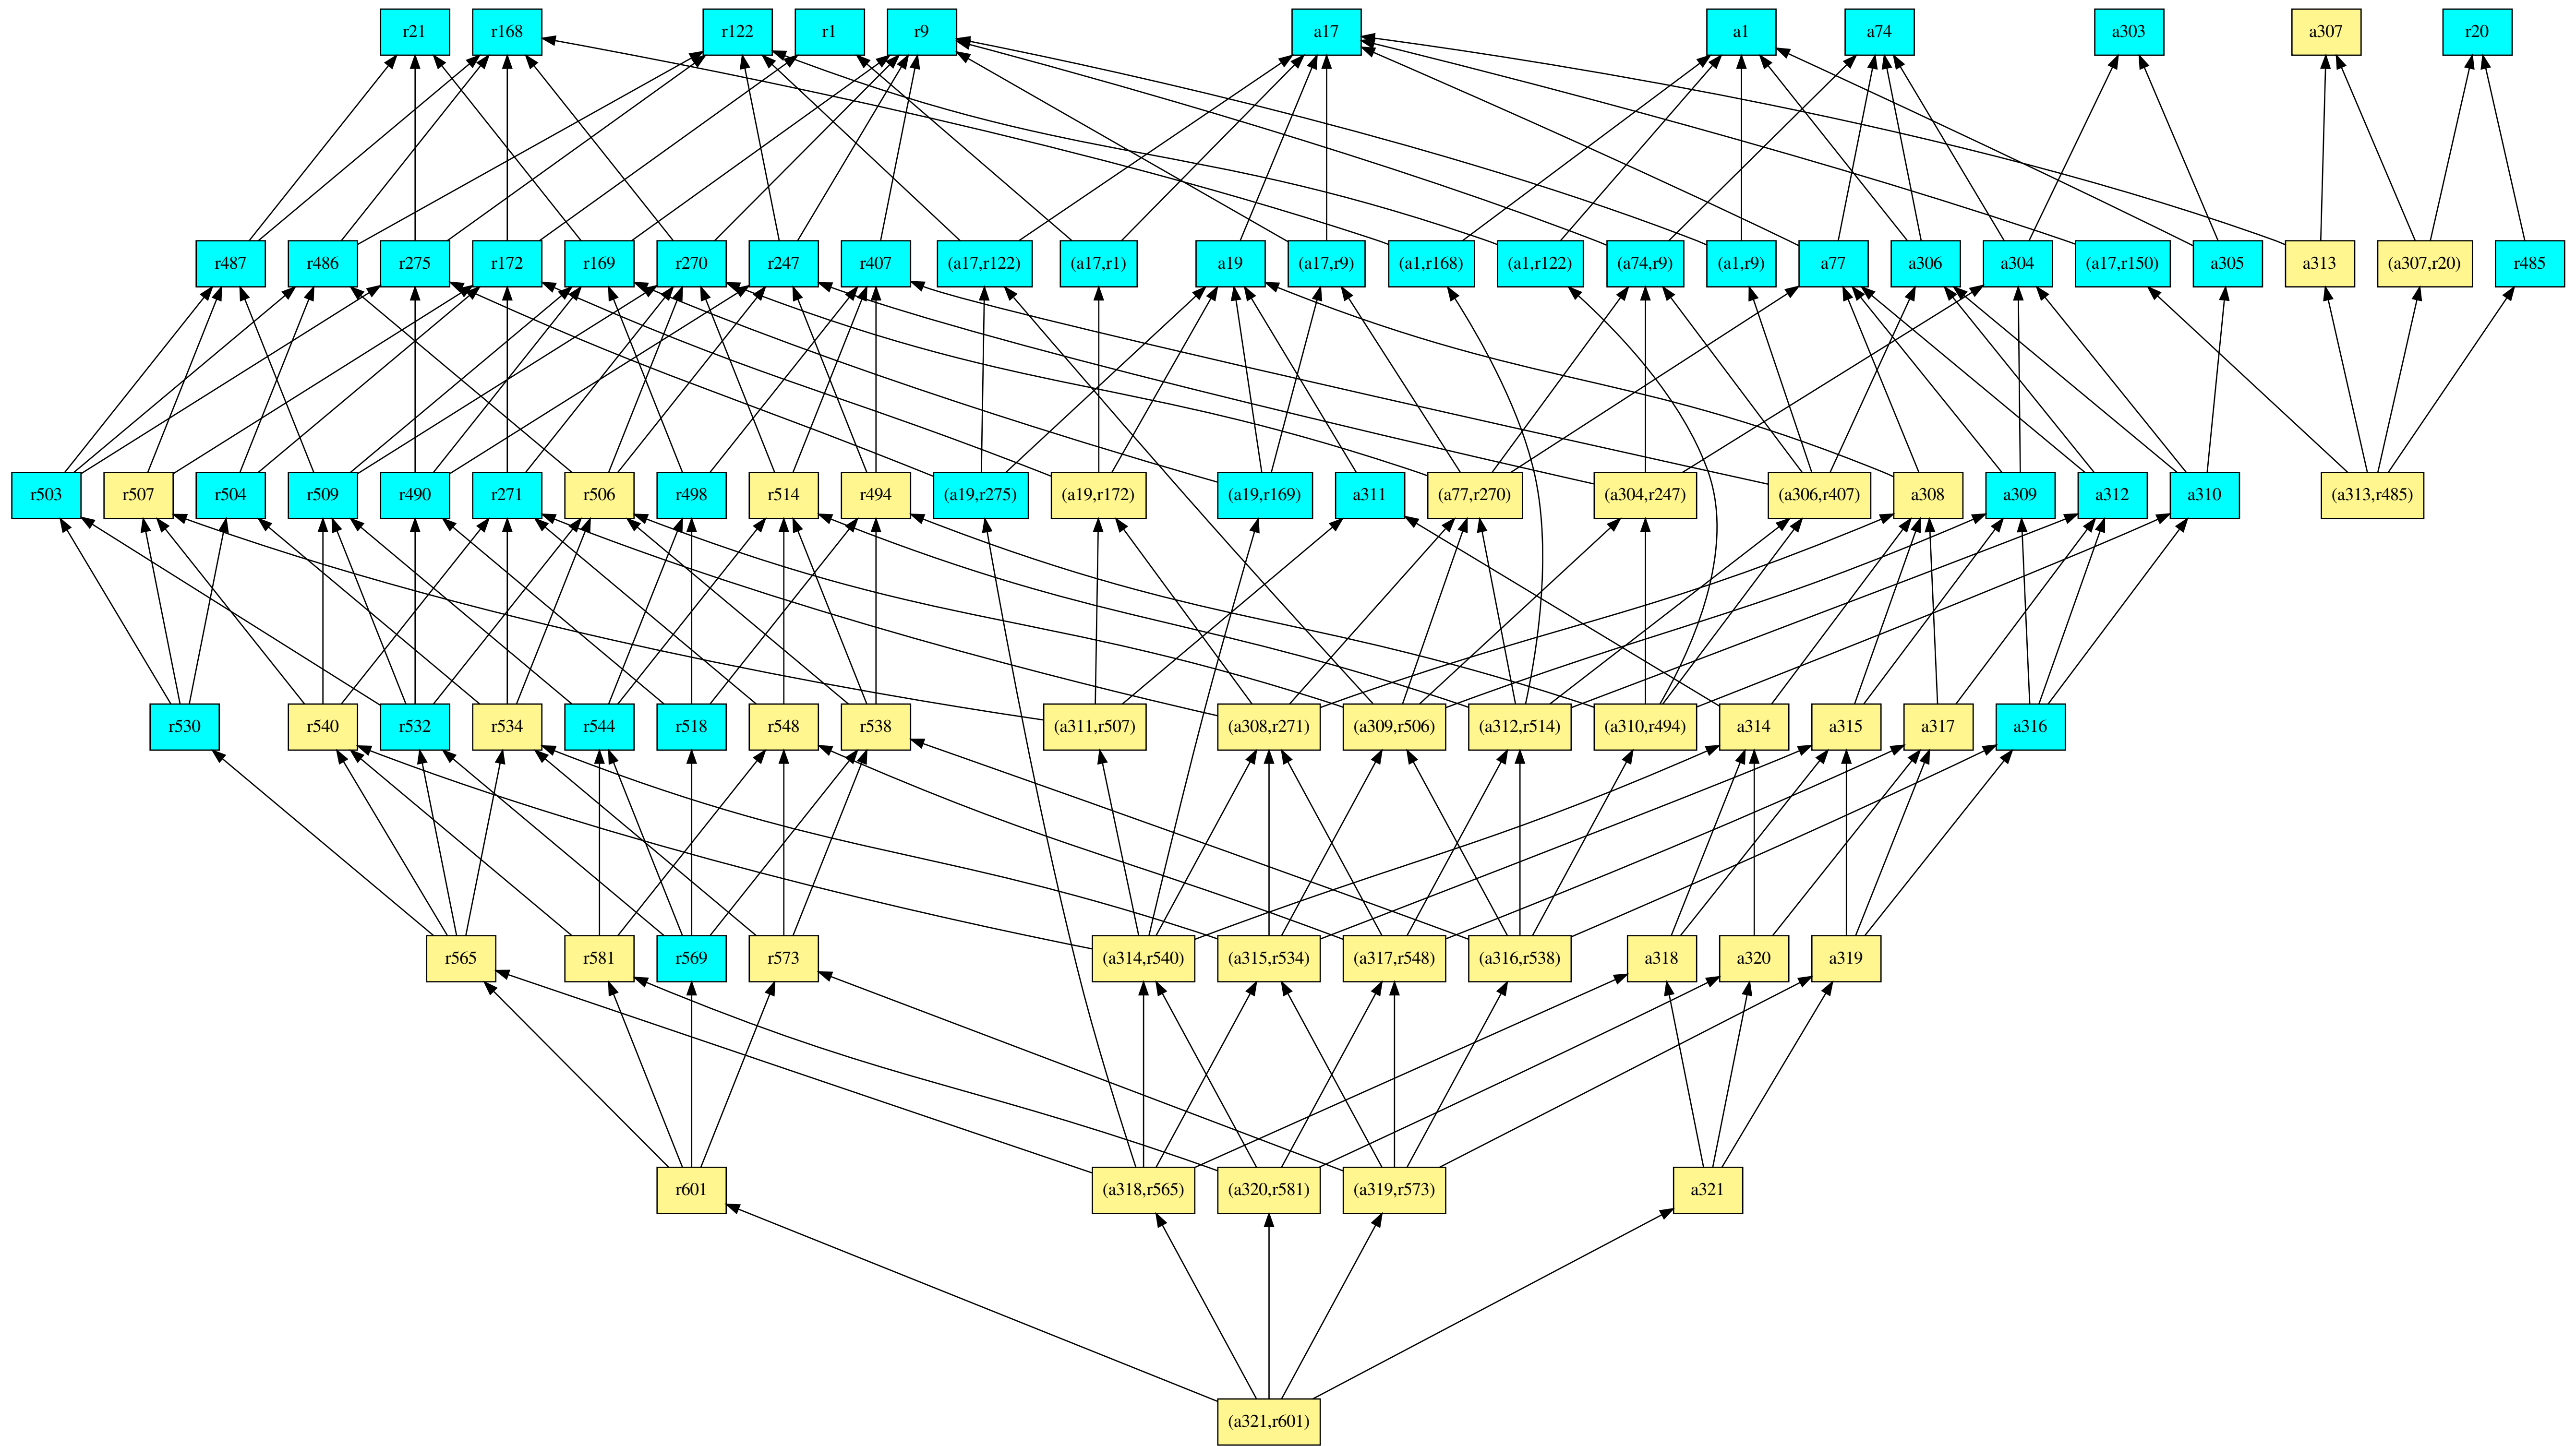 r21 r168 r122 r1 r9 a17 a1 a74 a303 a307 r20
r487 r486 r275 r172 r169 r270 r247 r407 (a17,r122) (a17,r1) a19 (a17,r9) (a1,r168) (a1,r122) (a74,r9) (a1,r9) a77 a306 a304 (a17,r150) a305 a313 (a307,r20) r485
r503 r507 r504 r509 r490 r271 r506 r498 r514 r494 (a19,r275) (a19,r172) (a19,r169) a311 (a77,r270) (a304,r247) (a306,r407) a308 a309 a312 a310 (a313,r485)
r530 r540 r532 r534 r544 r518 r548 r538 (a311,r507) (a308,r271) (a309,r506) (a312,r514) (a310,r494) a314 a315 a317 a316
r565 r581 r569 r573 (a314,r540) (a315,r534) (a317,r548) (a316,r538) a318 a320 a319
r601 (a318,r565) (a320,r581) (a319,r573) a321
(a321,r601)